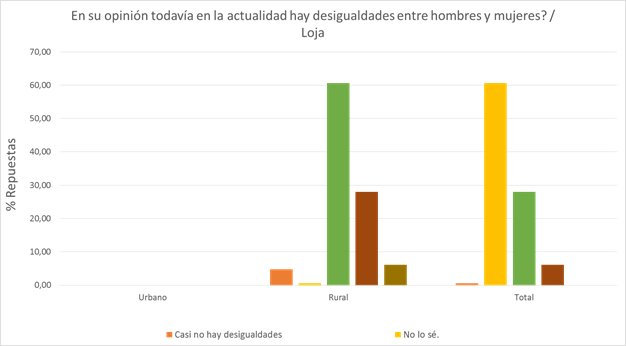 En su opinión todavía en la actualidad hay desigualdades entre hombres y mujeres? /
Loja
% Repuestas
70,00
60,00
50,00
40,00
30,00
20,00
10,00
0,00
Urbano Rural Total
Casi no hay desigualdades No lo sé.